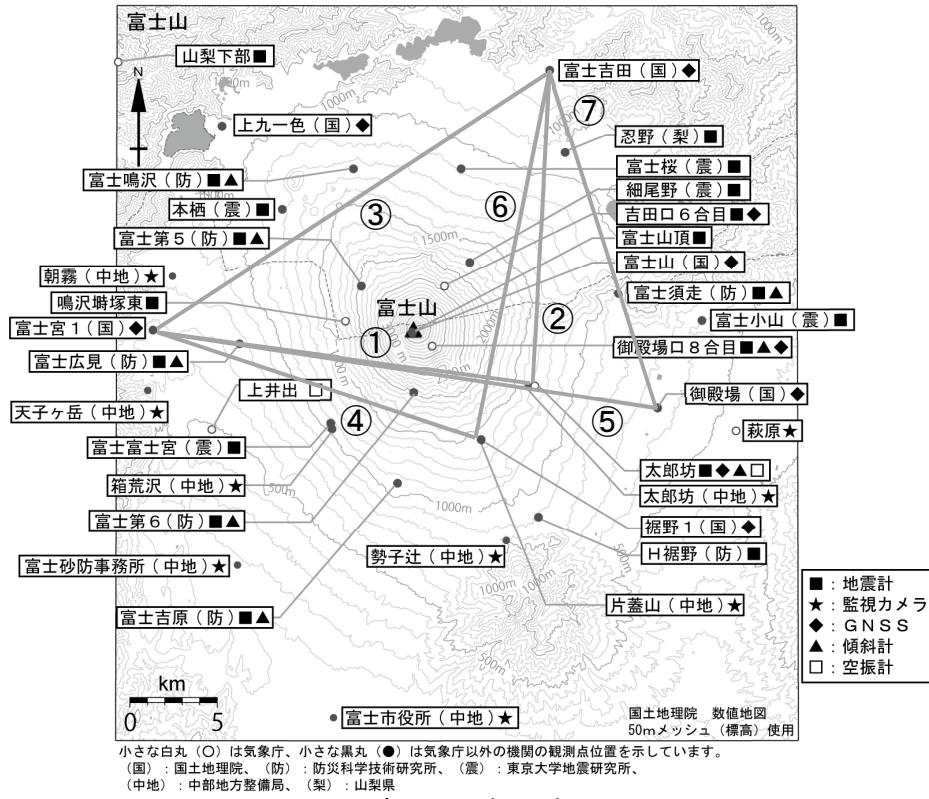 富士山
山梨下部■
N
上九一色（国）◆
富士鳴沢（防）■▲
本栖（震）■
富士第５（防）■▲
朝霧（中地）★
鳴沢塒塚東■
富士宮１（国）◆
富士広見（防）■▲
天子ヶ岳（中地）★
上井出 □
富士富士宮（震）■
箱荒沢（中地）★
富士第６（防）■▲
富士砂防事務所（中地）★
富士吉原（防）■▲
富士市役所（中地）★
勢子辻（中地）★
富士吉田（国）◆
忍野（梨）■
富士桜（震）■
細尾野（震）■
吉田口６合目■◆
富士山頂■
富士山（国）◆
富士須走（防）■▲
富士小山（震）■
御殿場口８合目■▲◆
御殿場（国）◆
萩原★
太郎坊■◆▲□
太郎坊（中地）★
裾野１（国）◆
Ｈ裾野（防）■
片蓋山（中地）★
富士山
①
②
③
④
⑤
⑥
⑦
1000m
1000m
1000m
1500m
2000m
500m
1000m
1000m
1000m
500m
500m
■：地震計
★：監視カメラ
◆：ＧＮＳＳ
▲：傾斜計
□：空振計
km
0 5
国土地理院 数値地図
50mメッシュ（標高）使用
小さな白丸（○）は気象庁、小さな黒丸（●）は気象庁以外の機関の観測点位置を示しています。
（国）：国土地理院、（防）：防災科学技術研究所、（震）：東京大学地震研究所、
（中地）：中部地方整備局、（梨）：山梨県